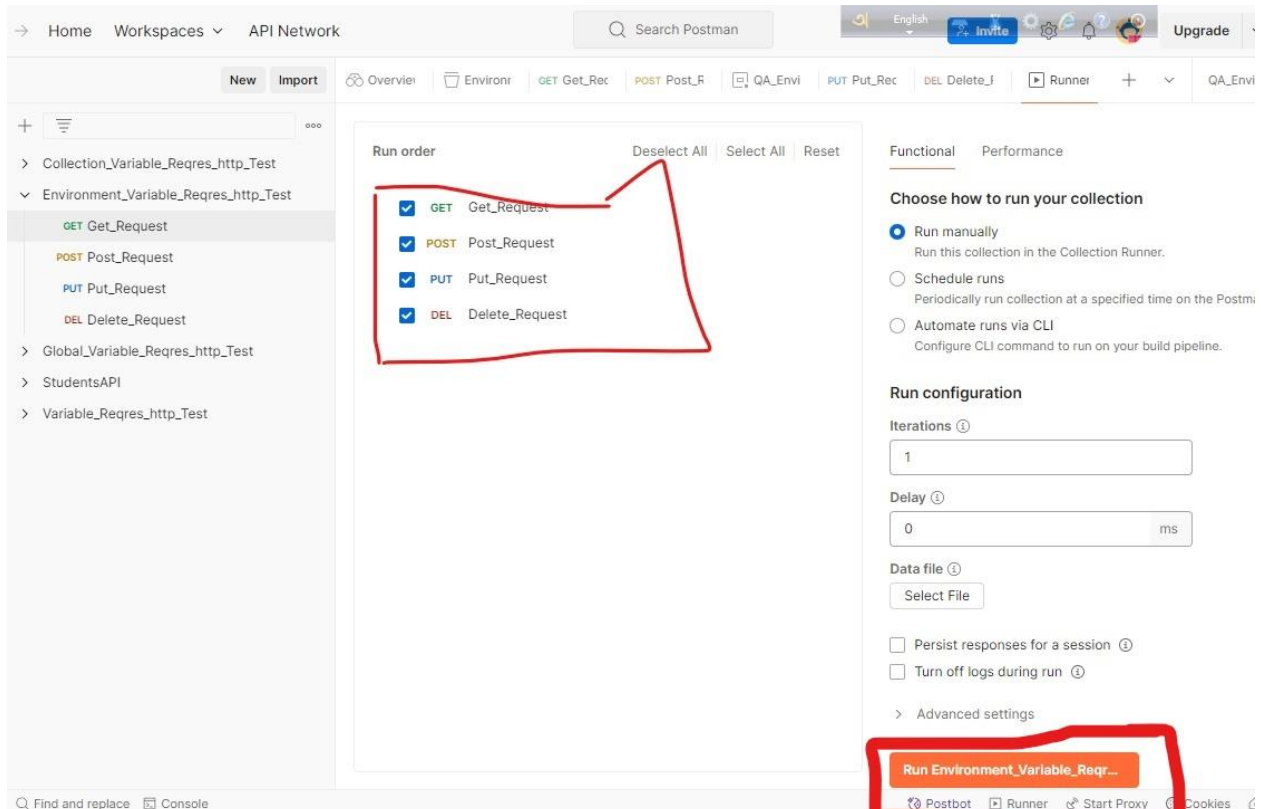 Home Workspaces API Network
Search Postman
English
Invite
Upgrade
New Import
Overvie
Environr
GET Get_Rec
POST Post_R
QA_Envi
PUT Put_Rec
DEL Delete_
Runner
QA_Envi
Collection_Variable_Reqres_http_Test
Environment_Variable_Reqres_http_Test
GET Get_Request
POST Post_Request
PUT Put_Request
DEL Delete_Request
Global_Variable_Reqres_http_Test
StudentsAPI
Variable_Reqres_http_Test
Run order Deselect All Select All Reset
GET Get_Request
POST Post_Request
PUT Put_Request
DEL Delete_Request
Functional Performance
Choose how to run your collection
Run manually
Run this collection in the Collection Runner.
Schedule runs
Periodically run collection at a specified time on the Postma
Automate runs via CLI
Configure CLI command to run on your build pipeline.
Run configuration
Iterations
1
Delay
0 ms
Data file
Select File
Persist responses for a session
Turn off logs during run
Advanced settings
Run Environment_Variable_Reqr...
Find and replace Console
Postbot Runner Start Proxy Cookies